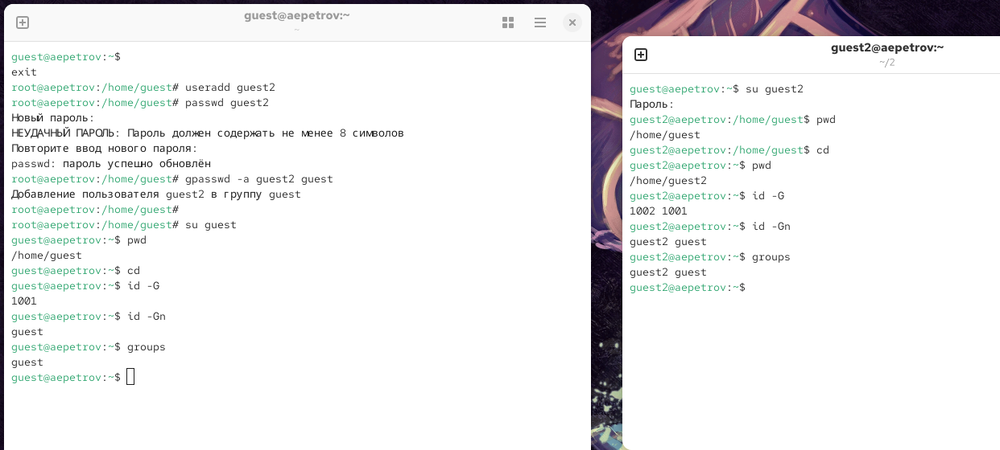 guest@aepetrov:~
~
guest@aepetrov:~$
exit
root@aepetrov:/home/guest# useradd guest2
root@aepetrov:/home/guest# passwd guest2
Новый пароль:
НЕУДАЧНЫЙ ПАРОЛЬ: Пароль должен содержать не менее 8 символов
Повторите ввод нового пароля:
passwd: пароль успешно обновлён
root@aepetrov:/home/guest# gpasswd -a guest2 guest
Добавление пользователя guest2 в группу guest
root@aepetrov:/home/guest#
root@aepetrov:/home/guest# su guest
guest@aepetrov:~$ pwd
/home/guest
guest@aepetrov:~$ cd
guest@aepetrov:~$ id -G
1001
guest@aepetrov:~$ id -Gn
guest
guest@aepetrov:~$ groups
guest
guest@aepetrov:~$
guest2@aepetrov:~
~/2
guest@aepetrov:~$ su guest2
Пароль:
guest2@aepetrov:/home/guest$ pwd
/home/guest
guest2@aepetrov:/home/guest$ cd
guest2@aepetrov:~$ pwd
/home/guest2
guest2@aepetrov:~$ id -G
1002 1001
guest2@aepetrov:~$ id -Gn
guest2 guest
guest2@aepetrov:~$ groups
guest2 guest
guest2@aepetrov:~$